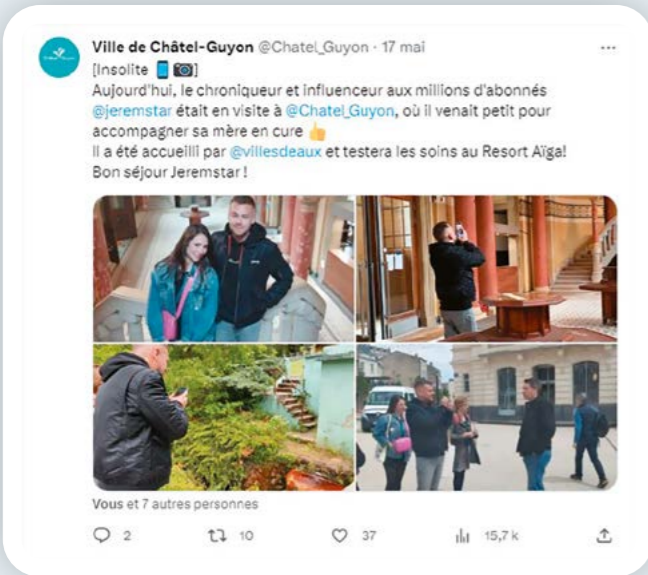 Ville de Châtel-Guyon @Chatel_Guyon · 17 mai
[Insolite 📱📷]
Aujourd'hui, le chroniqueur et influenceur aux millions d'abonnés
@jeremstar était en visite à @Chatel_Guyon, où il venait petit pour
accompagner sa mère en cure 👍
Il a été accueilli par @villesdeaux et testera les soins au Resort Aïga!
Bon séjour Jeremstar !
Vous et 7 autres personnes
2 10 37 15,7 k